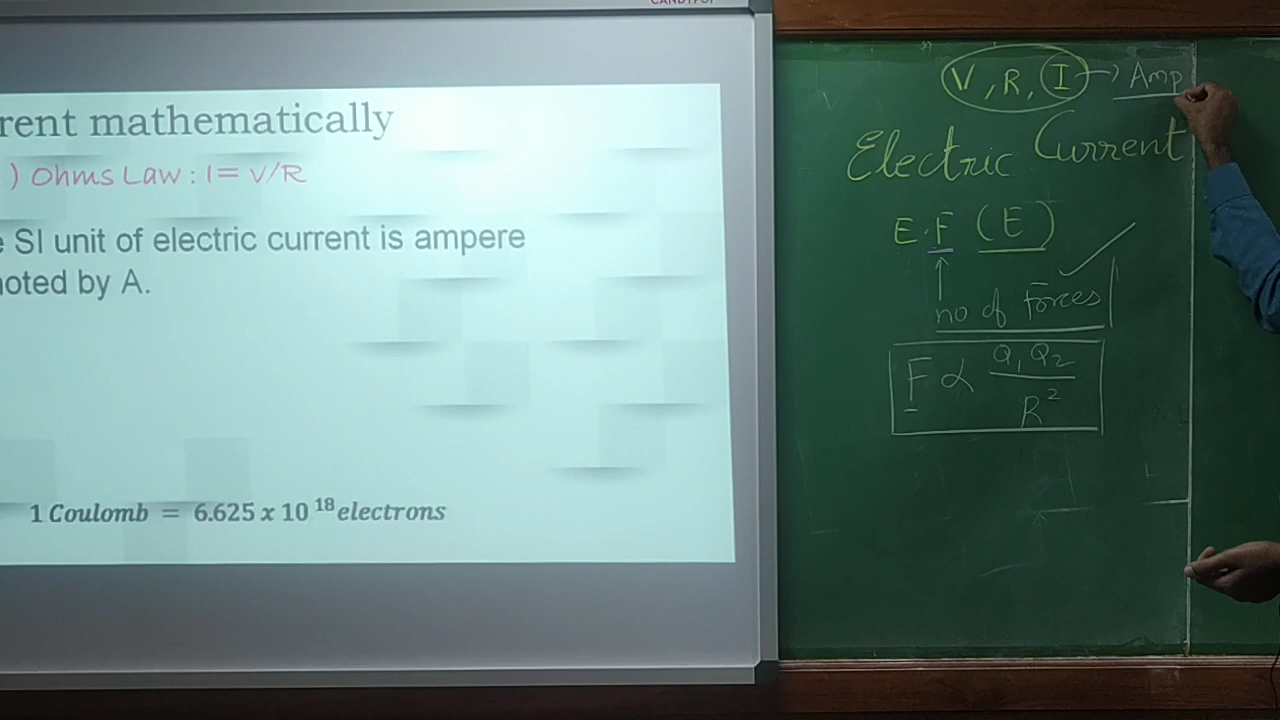 rent mathematically
) Ohms Law : I = V/R
SI unit of electric current is ampere
noted by A.
1 Coulomb = 6.625 x 10 18 electrons
V, R, I → Amp
Electric Current
E.F (E)
↑
no of Forces
F ∝ Q1 Q2 / R²